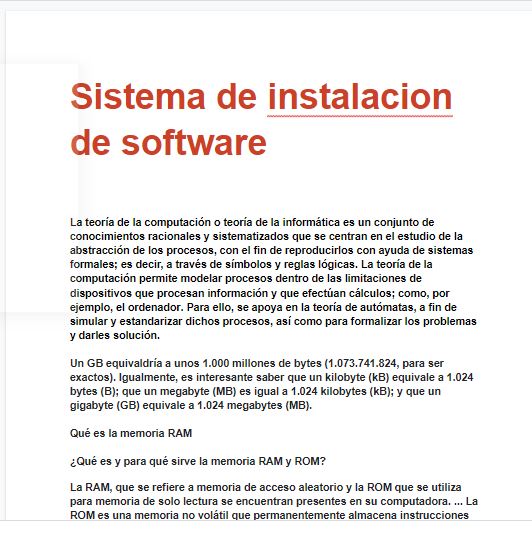 Sistema de instalacion
de software
La teoría de la computación o teoría de la informática es un conjunto de
conocimientos racionales y sistematizados que se centran en el estudio de la
abstracción de los procesos, con el fin de reproducirlos con ayuda de sistemas
formales; es decir, a través de símbolos y reglas lógicas. La teoría de la
computación permite modelar procesos dentro de las limitaciones de
dispositivos que procesan información y que efectúan cálculos; como, por
ejemplo, el ordenador. Para ello, se apoya en la teoría de autómatas, a fin de
simular y estandarizar dichos procesos, así como para formalizar los problemas
y darles solución.
Un GB equivaldría a unos 1.000 millones de bytes (1.073.741.824, para ser
exactos). Igualmente, es interesante saber que un kilobyte (kB) equivale a 1.024
bytes (B); que un megabyte (MB) es igual a 1.024 kilobytes (kB); y que un
gigabyte (GB) equivale a 1.024 megabytes (MB).
Qué es la memoria RAM
¿Qué es y para qué sirve la memoria RAM y ROM?
La RAM, que se refiere a memoria de acceso aleatorio y la ROM que se utiliza
para memoria de solo lectura se encuentran presentes en su computadora. ... La
ROM es una memoria no volátil que permanentemente almacena instrucciones